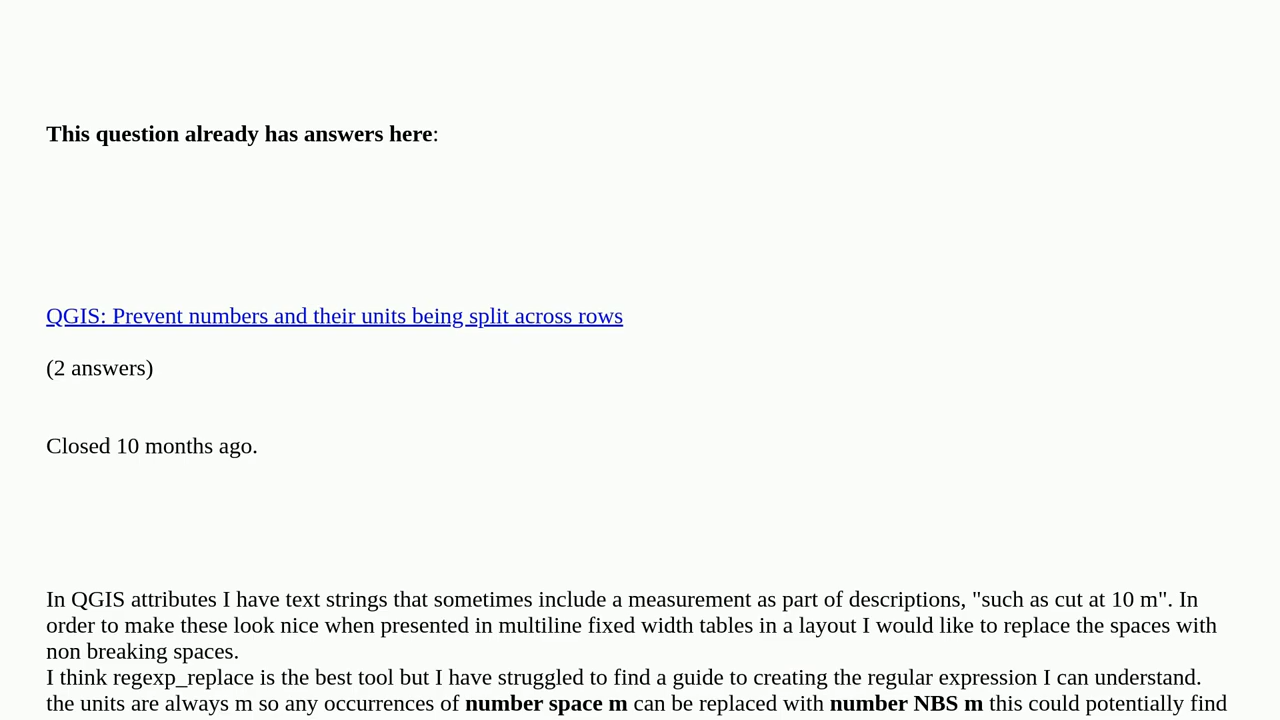 This question already has answers here:
QGIS: Prevent numbers and their units being split across rows
(2 answers)
Closed 10 months ago.
In QGIS attributes I have text strings that sometimes include a measurement as part of descriptions, "such as cut at 10 m". In
order to make these look nice when presented in multiline fixed width tables in a layout I would like to replace the spaces with
non breaking spaces.
I think regexp_replace is the best tool but I have struggled to find a guide to creating the regular expression I can understand.
the units are always m so any occurrences of number space m can be replaced with number NBS m this could potentially find